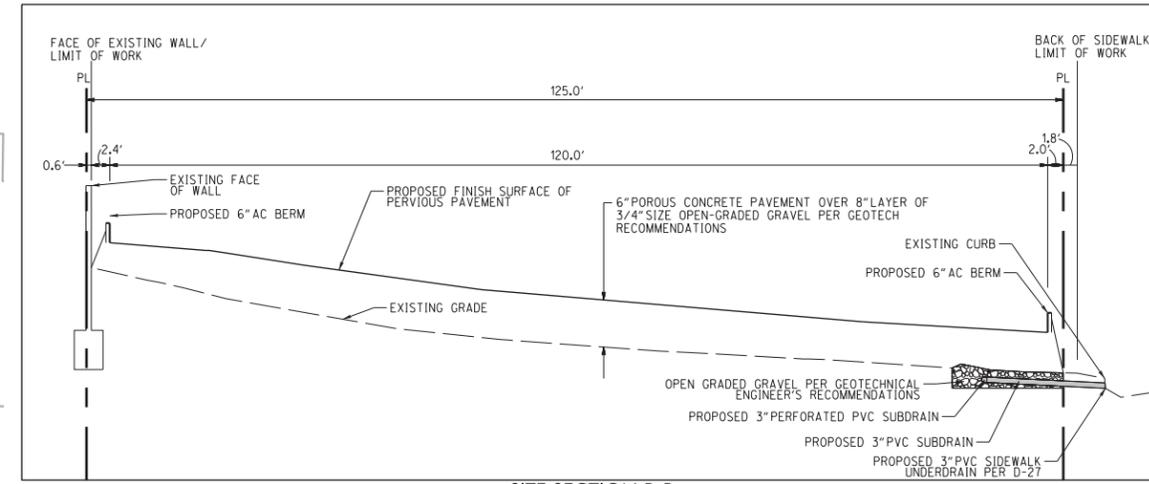 FACE OF EXISTING WALL/
LIMIT OF WORK
BACK OF SIDEWALK
LIMIT OF WORK
PL
PL
125.0'
1.8'
0.6'
2.4'
120.0'
2.0'
EXISTING FACE
OF WALL
PROPOSED FINISH SURFACE OF
PERVIOUS PAVEMENT
6" POROUS CONCRETE PAVEMENT OVER 8" LAYER OF
3/4" SIZE OPEN-GRADED GRAVEL PER GEOTECH
RECOMMENDATIONS
PROPOSED 6" AC BERM
EXISTING CURB
PROPOSED 6" AC BERM
EXISTING GRADE
OPEN GRADED GRAVEL PER GEOTECHNICAL
ENGINEER'S RECOMMENDATIONS
PROPOSED 3" PERFORATED PVC SUBDRAIN
PROPOSED 3" PVC SUBDRAIN
PROPOSED 3" PVC SIDEWALK
UNDERDRAIN PER D-27